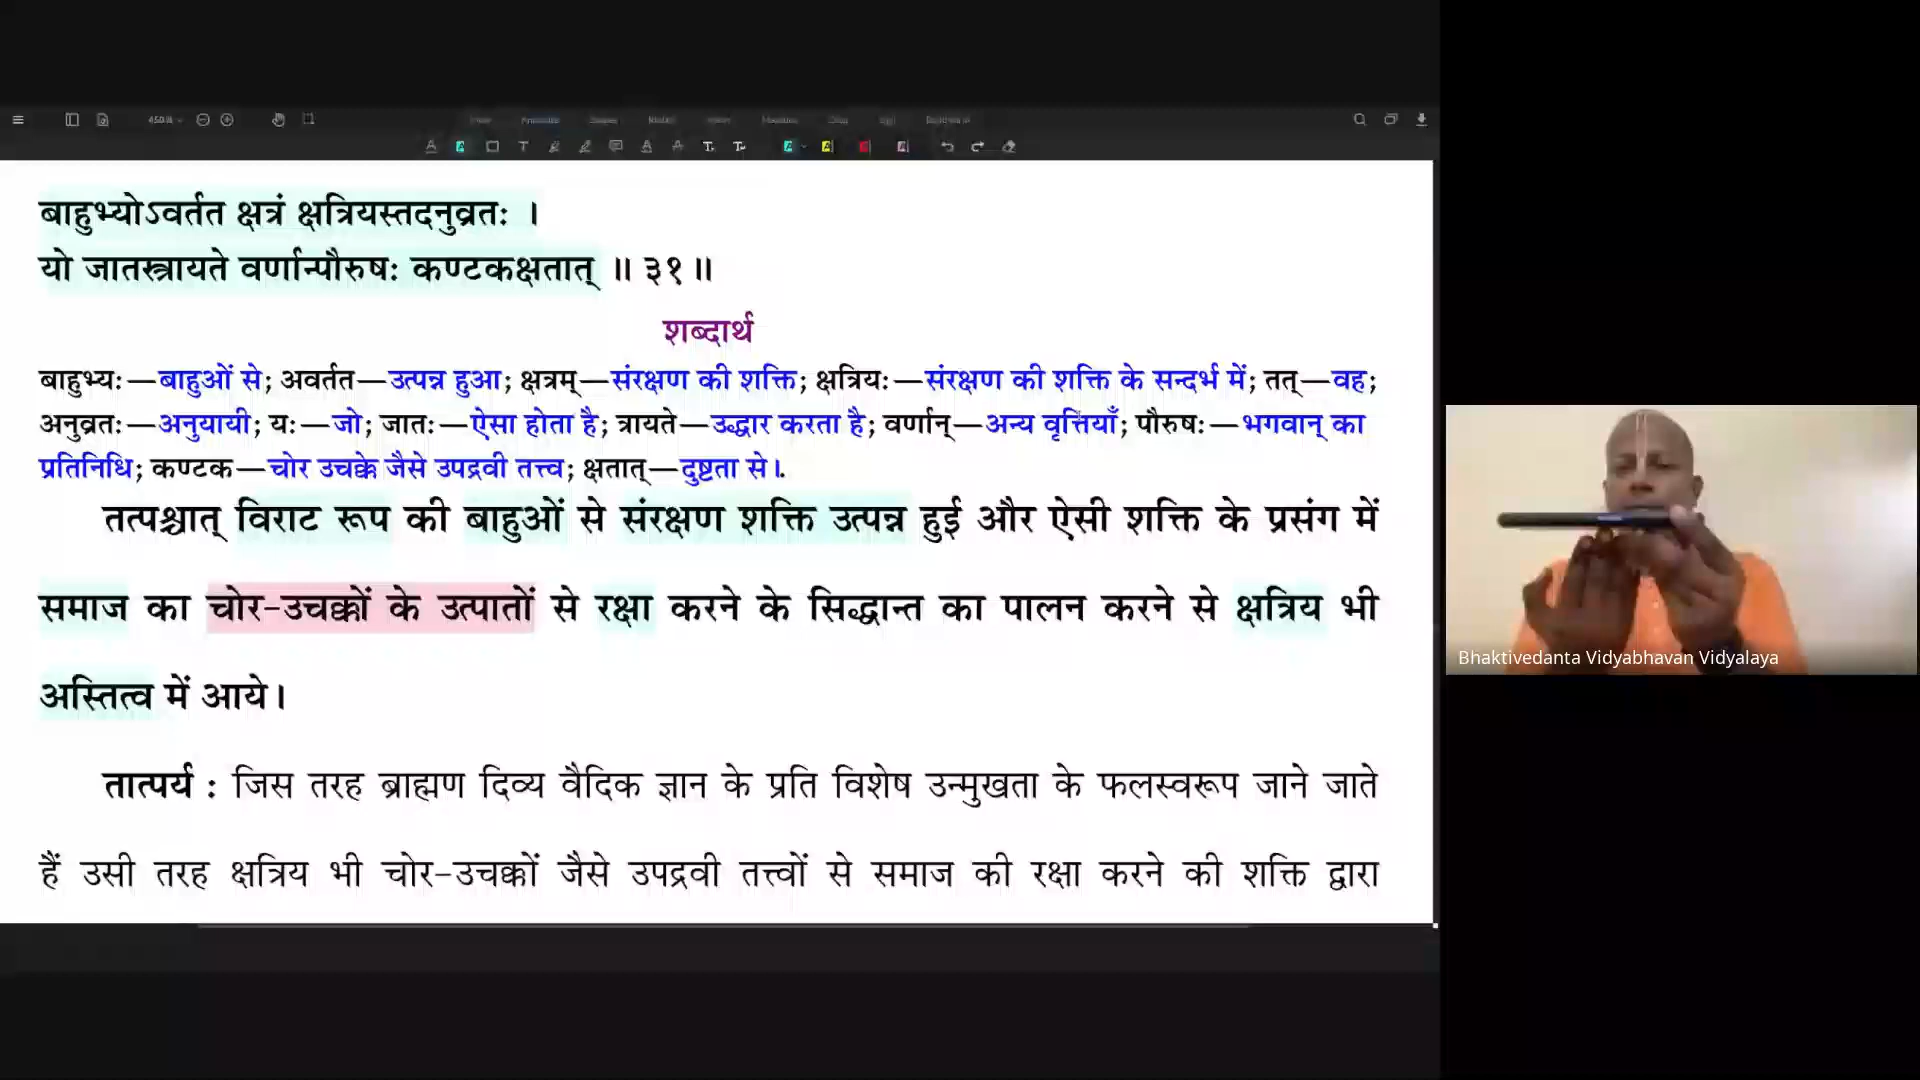 450%
बाहुभ्योऽवर्तत क्षत्रं क्षत्रियस्तदनुव्रतः ।
यो जातस्त्रायते वर्णान्पौरुषः कण्टकक्षतात् ॥ ३१॥
शब्दार्थ
बाहुभ्यः—बाहुओं से; अवर्तत—उत्पन्न हुआ; क्षत्रम्—संरक्षण की शक्ति; क्षत्रियः—संरक्षण की शक्ति के सन्दर्भ में; तत्—वह;
अनुव्रतः—अनुयायी; यः—जो; जातः—ऐसा होता है; त्रायते—उद्धार करता है; वर्णान्—अन्य वृत्तियाँ; पौरुषः—भगवान् का
प्रतिनिधि; कण्टक—चोर उचक्के जैसे उपद्रवी तत्त्व; क्षतात्—दुष्टता से।.
तत्पश्चात् विराट रूप की बाहुओं से संरक्षण शक्ति उत्पन्न हुई और ऐसी शक्ति के प्रसंग में
समाज का चोर-उचक्कों के उत्पातों से रक्षा करने के सिद्धान्त का पालन करने से क्षत्रिय भी
अस्तित्व में आये।
तात्पर्य : जिस तरह ब्राह्मण दिव्य वैदिक ज्ञान के प्रति विशेष उन्मुखता के फलस्वरूप जाने जाते
हैं उसी तरह क्षत्रिय भी चोर-उचक्कों जैसे उपद्रवी तत्त्वों से समाज की रक्षा करने की शक्ति द्वारा
Bhaktivedanta Vidyabhavan Vidyalaya